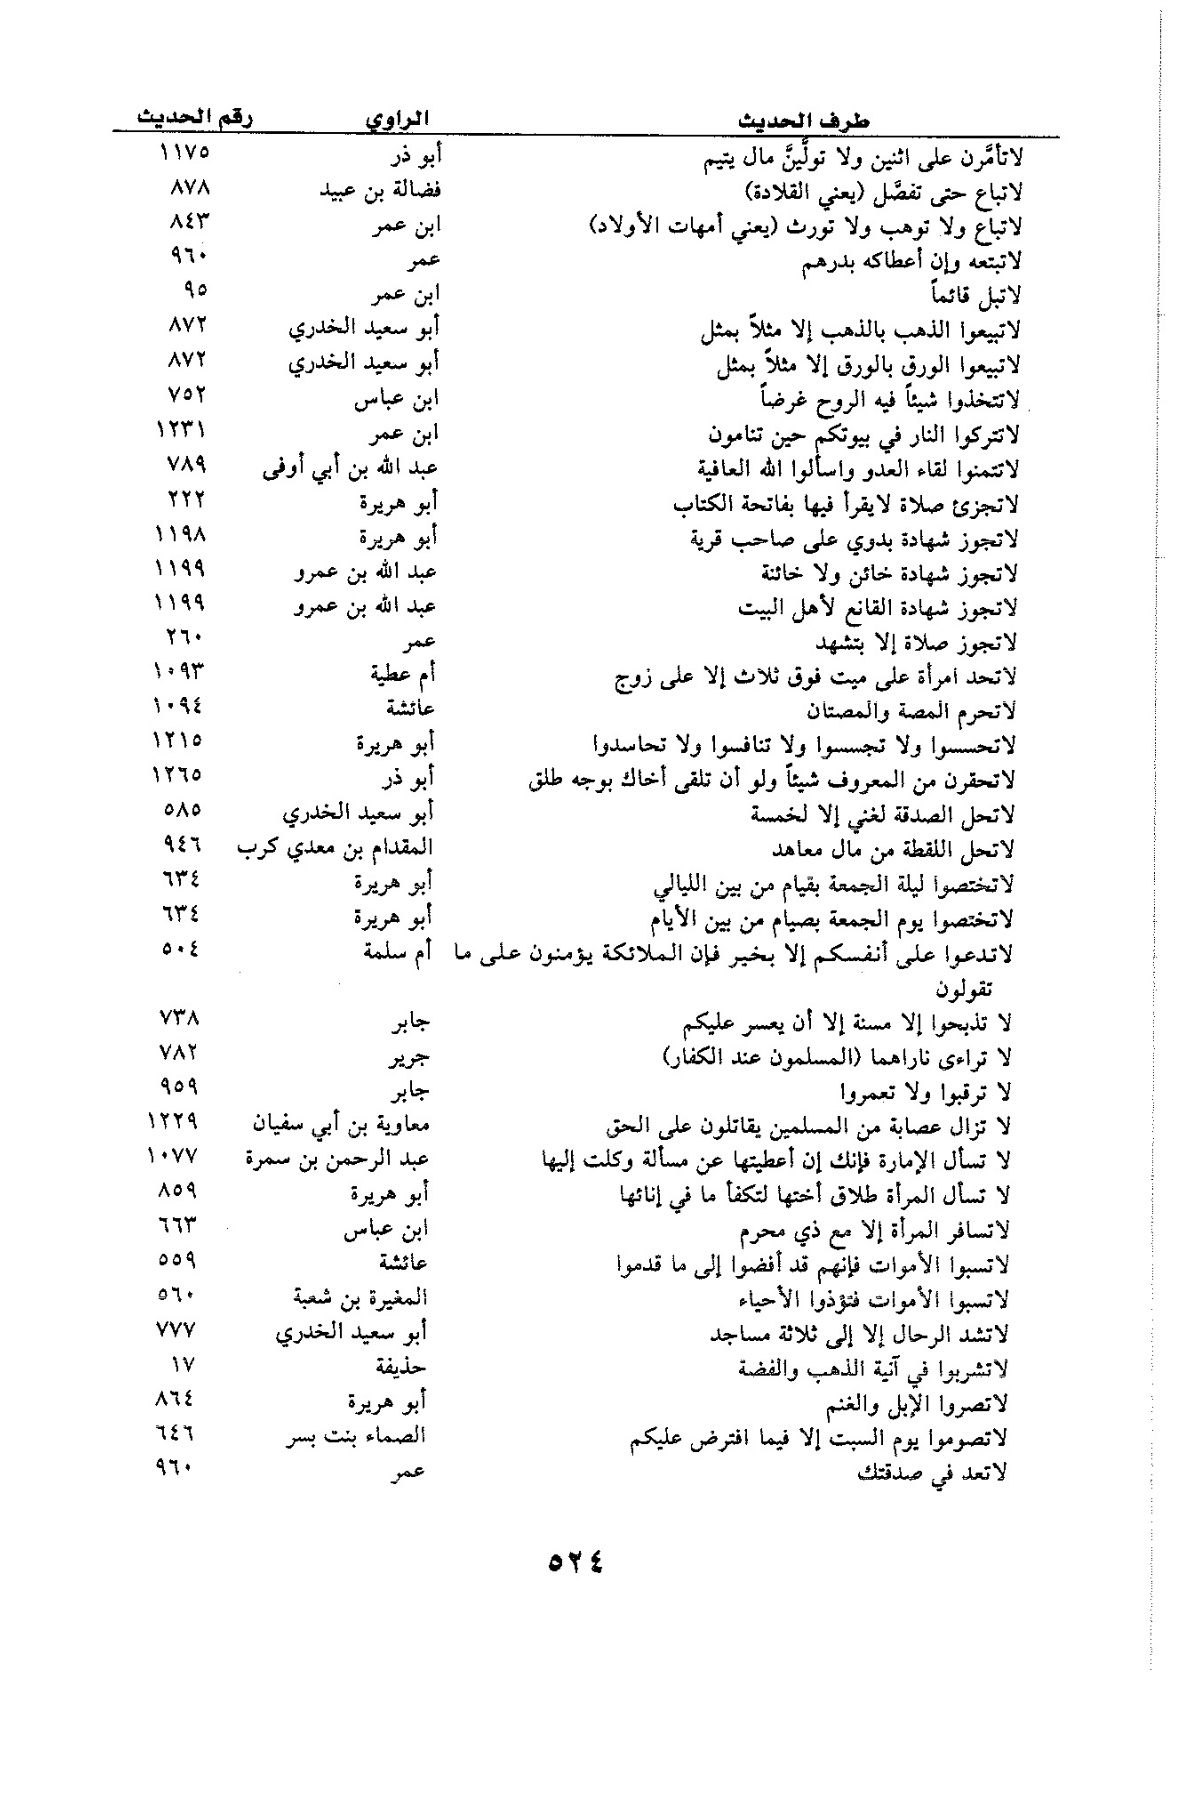 طرف الحديث الراوي رقم الحديث
لاتأمَّرن على اثنين ولا تولَّينَّ مال يتيم أبو ذر ١١٧٥
لاتباع حتى تفصَّل (يعني القلادة) فضالة بن عبيد ٨٧٨
لاتباع ولا توهب ولا تورث (يعني أمهات الأولاد) ابن عمر ٨٤٣
لاتبتعه وإن أعطاكه بدرهم عمر ٩٦٠
لاتبل قائماً ابن عمر ٩٥
لاتبيعوا الذهب بالذهب إلا مثلاً بمثل أبو سعيد الخدري ٨٧٢
لاتبيعوا الورق بالورق إلا مثلاً بمثل أبو سعيد الخدري ٨٧٢
لاتتخذوا شيئاً فيه الروح غرضاً ابن عباس ٧٥٢
لاتتركوا النار في بيوتكم حين تنامون ابن عمر ١٢٣١
لاتتمنوا لقاء العدو واسألوا الله العافية عبد الله بن أبي أوفى ٧٨٩
لاتجزئ صلاة لايقرأ فيها بفاتحة الكتاب أبو هريرة ٢٢٢
لاتجوز شهادة بدوي على صاحب قرية أبو هريرة ١١٩٨
لاتجوز شهادة خائن ولا خائنة عبد الله بن عمرو ١١٩٩
لاتجوز شهادة القانع لأهل البيت عبد الله بن عمرو ١١٩٩
لاتجوز صلاة إلا بتشهد عمر ٢٦٠
لاتحد امرأة على ميت فوق ثلاث إلا على زوج أم عطية ١٠٩٣
لاتحرم المصة والمصتان عائشة ١٠٩٤
لاتحسسوا ولا تجسسوا ولا تنافسوا ولا تحاسدوا أبو هريرة ١٢١٥
لاتحقرن من المعروف شيئاً ولو أن تلقى أخاك بوجه طلق أبو ذر ١٢٦٥
لاتحل الصدقة لغني إلا لخمسة أبو سعيد الخدري ٥٨٥
لاتحل اللقطة من مال معاهد المقدام بن معدي كرب ٩٤٦
لاتختصوا ليلة الجمعة بقيام من بين الليالي أبو هريرة ٦٣٤
لاتختصوا يوم الجمعة بصيام من بين الأيام أبو هريرة ٦٣٤
لاتدعوا على أنفسكم إلا بخير فإن الملائكة يؤمنون على ما أم سلمة ٥٠٤
تقولون
لا تذبحوا إلا مسنة إلا أن يعسر عليكم جابر ٧٣٨
لا تراءى ناراهما (المسلمون عند الكفار) جرير ٧٨٢
لا ترقبوا ولا تعمروا جابر ٩٥٩
لا تزال عصابة من المسلمين يقاتلون على الحق معاوية بن أبي سفيان ١٢٢٩
لا تسأل الإمارة فإنك إن أعطيتها عن مسألة وكلت إليها عبد الرحمن بن سمرة ١٠٧٧
لا تسأل المرأة طلاق أختها لتكفأ ما في إنائها أبو هريرة ٨٥٩
لاتسافر المرأة إلا مع ذي محرم ابن عباس ٦٦٣
لاتسبوا الأموات فإنهم قد أفضوا إلى ما قدموا عائشة ٥٥٩
لاتسبوا الأموات فتؤذوا الأحياء المغيرة بن شعبة ٥٦٠
لاتشد الرحال إلا إلى ثلاثة مساجد أبو سعيد الخدري ٧٧٧
لاتشربوا في آنية الذهب والفضة حذيفة ١٧
لاتصروا الإبل والغنم أبو هريرة ٨٦٤
لاتصوموا يوم السبت إلا فيما افترض عليكم الصماء بنت بسر ٦٤٦
لاتعد في صدقتك عمر ٩٦٠
٥٢٤